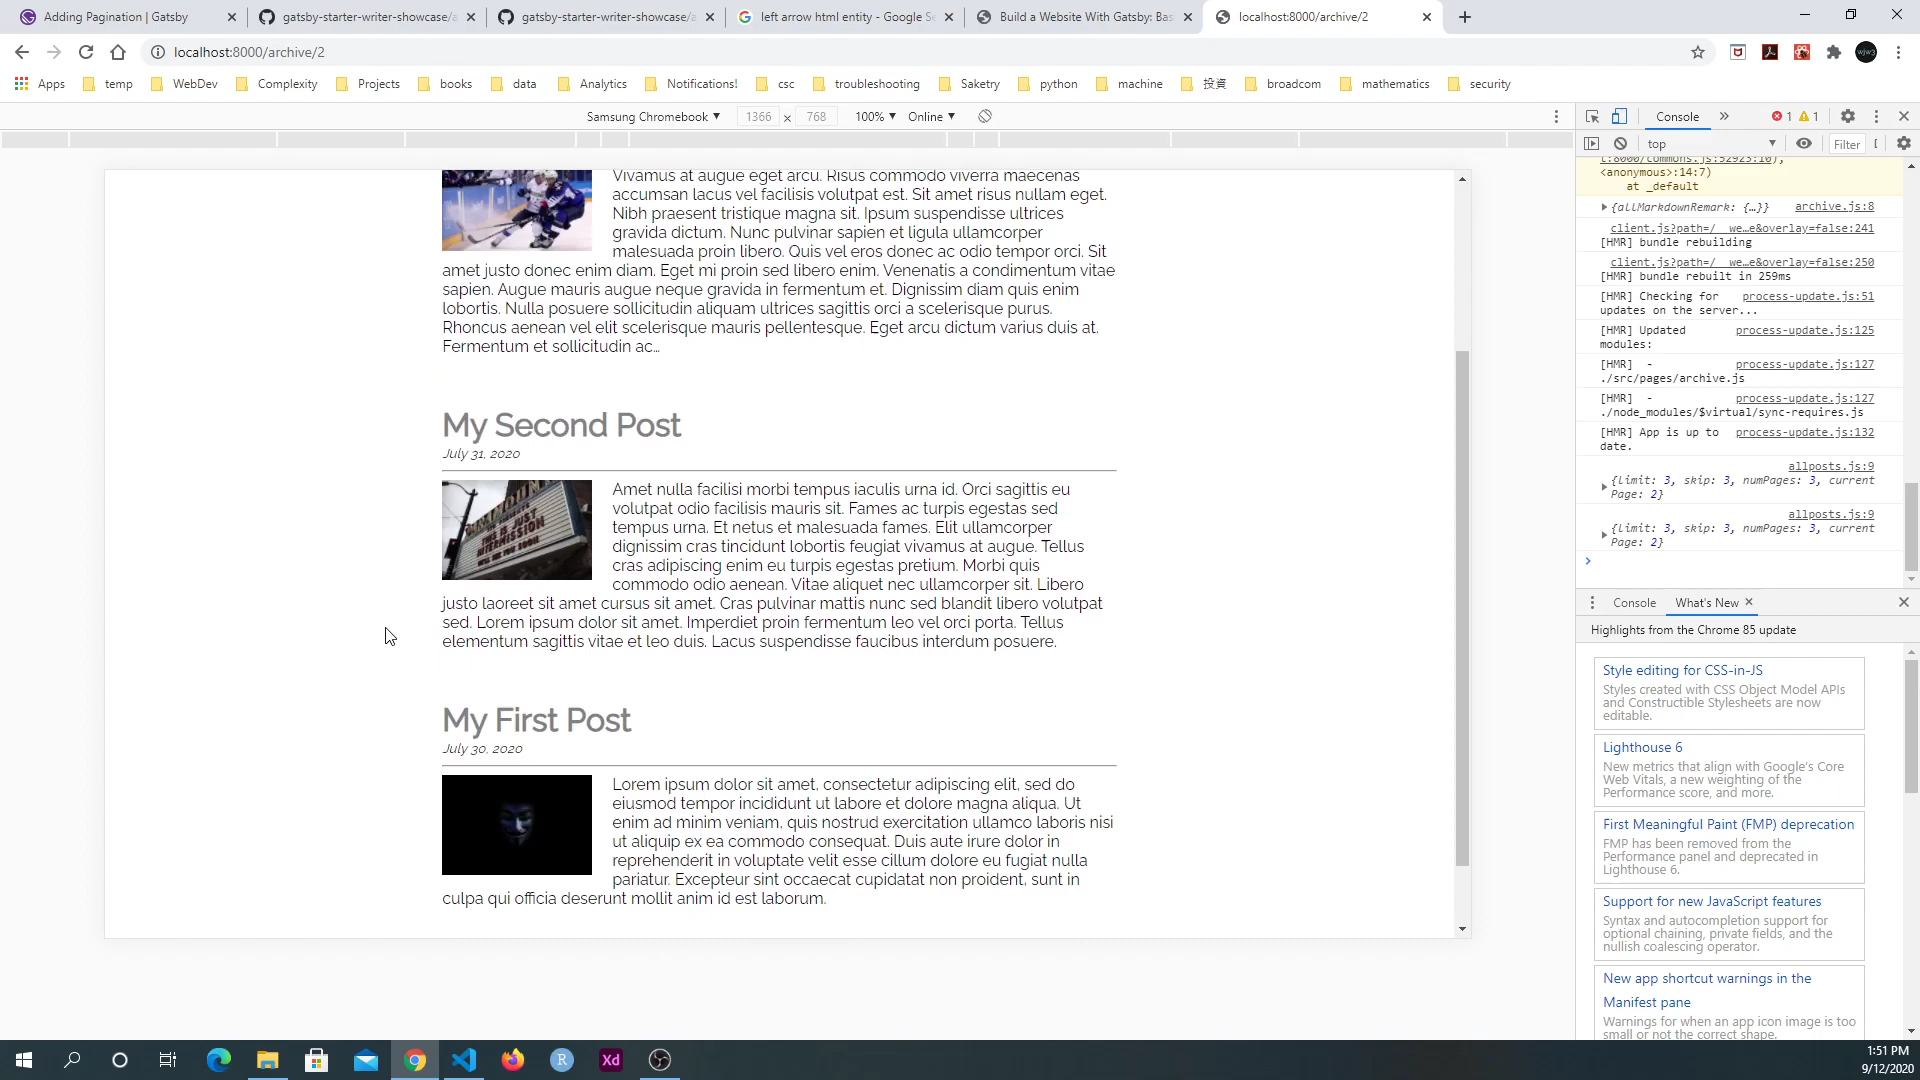 Adding Pagination | Gatsby
gatsby-starter-writer-showcase/
gatsby-starter-writer-showcase/
left arrow html entity - Google Se
Build a Website With Gatsby: Bas
localhost:8000/archive/2
localhost:8000/archive/2
Apps temp WebDev Complexity Projects books data Analytics Notifications! csc troubleshooting Saketry python machine 投資 broadcom mathematics security
Samsung Chromebook 1366 x 768 100% Online
Console » 1 1
top Filter
t:8000/commons.js:52923:10),
<anonymous>:14:7)
at _default
{allMarkdownRemark: {…}} archive.js:8
client.js?path=/__we…e&overlay=false:241
[HMR] bundle rebuilding
client.js?path=/__we…e&overlay=false:250
[HMR] bundle rebuilt in 259ms
[HMR] Checking for process-update.js:51
updates on the server...
[HMR] Updated process-update.js:125
modules:
[HMR]  - process-update.js:127
./src/pages/archive.js
[HMR]  - process-update.js:127
./node_modules/$virtual/sync-requires.js
[HMR] App is up to process-update.js:132
date.
allposts.js:9
{limit: 3, skip: 3, numPages: 3, current
Page: 2}
allposts.js:9
{limit: 3, skip: 3, numPages: 3, current
Page: 2}
Vivamus at augue eget arcu. Risus commodo viverra maecenas
accumsan lacus vel facilisis volutpat est. Sit amet risus nullam eget.
Nibh praesent tristique magna sit. Ipsum suspendisse ultrices
gravida dictum. Nunc pulvinar sapien et ligula ullamcorper
malesuada proin libero. Quis vel eros donec ac odio tempor orci. Sit
amet justo donec enim diam. Eget mi proin sed libero enim. Venenatis a condimentum vitae
sapien. Augue mauris augue neque gravida in fermentum et. Dignissim diam quis enim
lobortis. Nulla posuere sollicitudin aliquam ultrices sagittis orci a scelerisque purus.
Rhoncus aenean vel elit scelerisque mauris pellentesque. Eget arcu dictum varius duis at.
Fermentum et sollicitudin ac…
My Second Post
July 31, 2020
THIS IS JUST
INTERMISSION
Amet nulla facilisi morbi tempus iaculis urna id. Orci sagittis eu
volutpat odio facilisis mauris sit. Fames ac turpis egestas sed
tempus urna. Et netus et malesuada fames. Elit ullamcorper
dignissim cras tincidunt lobortis feugiat vivamus at augue. Tellus
cras adipiscing enim eu turpis egestas pretium. Morbi quis
commodo odio aenean. Vitae aliquet nec ullamcorper sit. Libero
justo laoreet sit amet cursus sit amet. Cras pulvinar mattis nunc sed blandit libero volutpat
sed. Lorem ipsum dolor sit amet. Imperdiet proin fermentum leo vel orci porta. Tellus
elementum sagittis vitae et leo duis. Lacus suspendisse faucibus interdum posuere.
My First Post
July 30, 2020
Lorem ipsum dolor sit amet, consectetur adipiscing elit, sed do
eiusmod tempor incididunt ut labore et dolore magna aliqua. Ut
enim ad minim veniam, quis nostrud exercitation ullamco laboris nisi
ut aliquip ex ea commodo consequat. Duis aute irure dolor in
reprehenderit in voluptate velit esse cillum dolore eu fugiat nulla
pariatur. Excepteur sint occaecat cupidatat non proident, sunt in
culpa qui officia deserunt mollit anim id est laborum.
Console What's New
Highlights from the Chrome 85 update
Style editing for CSS-in-JS
Styles created with CSS Object Model APIs
and Constructible Stylesheets are now
editable.
Lighthouse 6
New metrics that align with Google's Core
Web Vitals, a new weighting of the
Performance score, and more.
First Meaningful Paint (FMP) deprecation
FMP has been removed from the
Performance panel and deprecated in
Lighthouse 6.
Support for new JavaScript features
Syntax and autocompletion support for
optional chaining, private fields, and the
nullish coalescing operator.
New app shortcut warnings in the
Manifest pane
Warnings for when an app icon image is too
small or not the correct shape.
R Xd
1:51 PM
9/12/2020